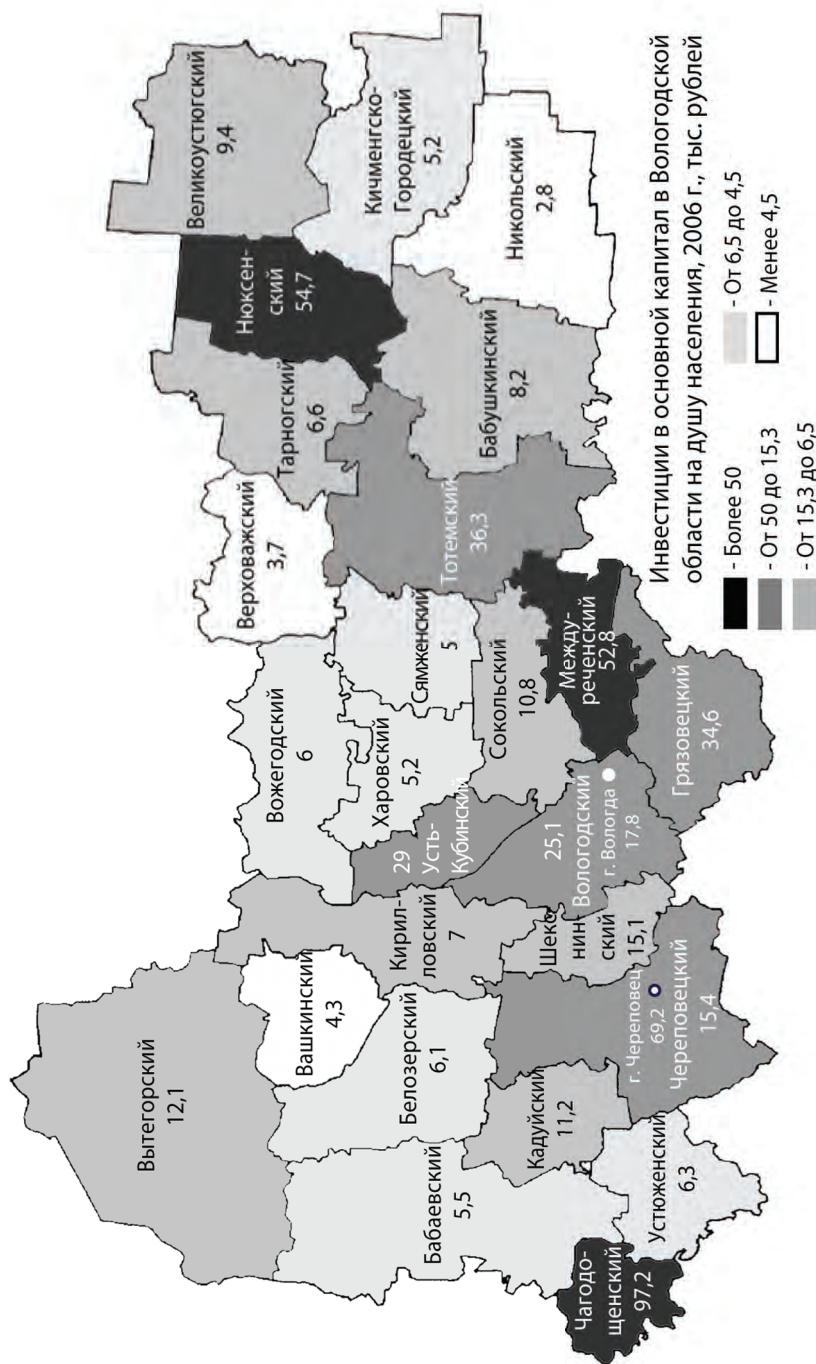 Вытегорский
12,1
Вашкинский
4,3
Бабаевский
5,5
Белозерский
6,1
Кирил-
ловский
7
Вожегодский
6
Верховажский
3,7
Тарногский
6,6
Нюксен-
ский
54,7
Великоустюгский
9,4
Кичменгско-
Городецкий
5,2
Никольский
2,8
Бабушкинский
8,2
Тотемский
36,3
Сямженский
5
Харовский
5,2
29
Усть-
Кубинский
Сокольский
10,8
Между-
реченский
52,8
25,1
Вологодский
г. Вологда
17,8
Грязовецкий
34,6
Шекс-
нин-
ский
15,1
г. Череповец
69,2
Череповецкий
15,4
Кадуйский
11,2
Устюженский
6,3
Чагодо-
щенский
97,2
Инвестиции в основной капитал в Вологодской
области на душу населения, 2006 г., тыс. рублей
- Более 50
- От 50 до 15,3
- От 15,3 до 6,5
- От 6,5 до 4,5
- Менее 4,5